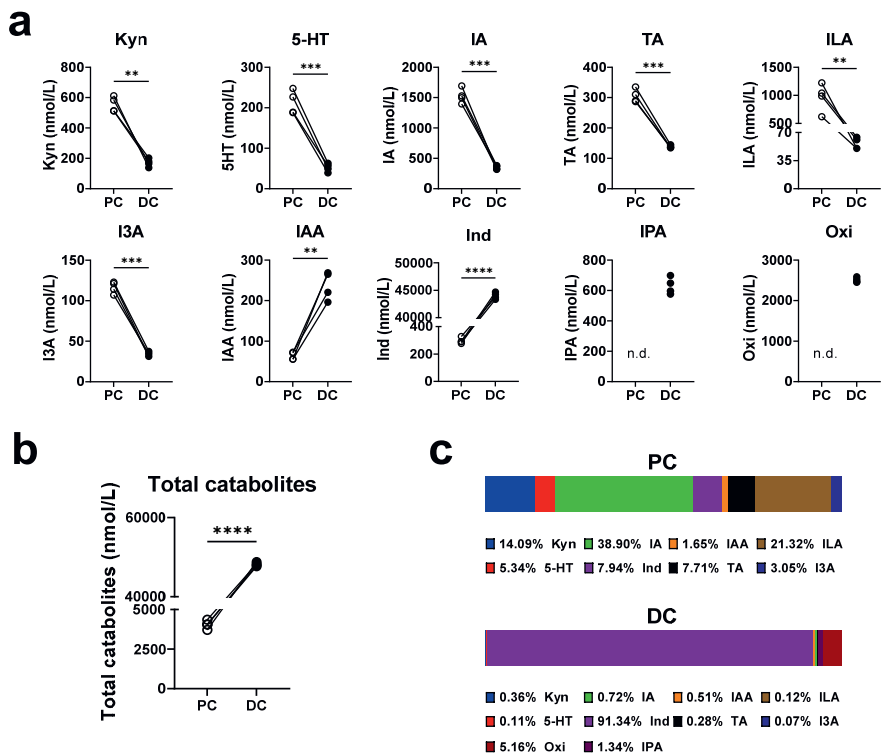 a
Kyn
5-HT
IA
TA
ILA
**
***
***
***
**
Kyn (nmol/L)
800
600
400
200
0
PC DC
5HT (nmol/L)
300
200
100
0
PC DC
IA (nmol/L)
2000
1500
1000
500
0
PC DC
TA (nmol/L)
400
300
200
100
0
PC DC
ILA (nmol/L)
1500
1000
500
70
35
0
PC DC
I3A
IAA
Ind
IPA
Oxi
***
**
****
I3A (nmol/L)
150
100
50
0
PC DC
IAA (nmol/L)
300
200
100
0
PC DC
Ind (nmol/L)
50000
45000
40000
400
200
0
PC DC
IPA (nmol/L)
800
600
400
200
0
n.d.
PC DC
Oxi (nmol/L)
3000
2000
1000
0
n.d.
PC DC
b
Total catabolites
****
Total catabolites (nmol/L)
60000
40000
5000
2500
0
PC DC
c
PC
14.09% Kyn 38.90% IA 1.65% IAA 21.32% ILA
5.34% 5-HT 7.94% Ind 7.71% TA 3.05% I3A
DC
0.36% Kyn 0.72% IA 0.51% IAA 0.12% ILA
0.11% 5-HT 91.34% Ind 0.28% TA 0.07% I3A
5.16% Oxi 1.34% IPA